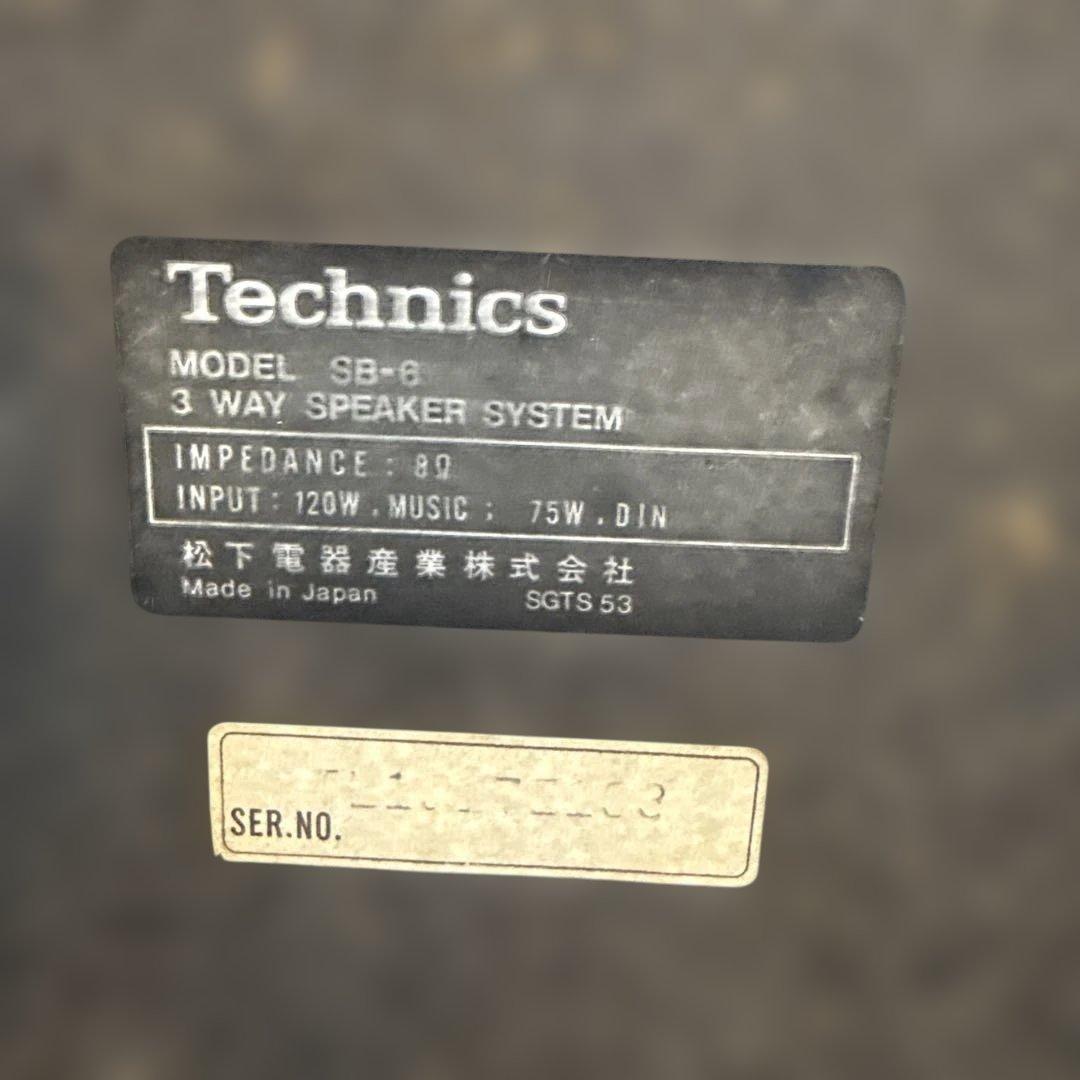 Technics
MODEL SB-6
3 WAY SPEAKER SYSTEM
IMPEDANCE : 8Ω
INPUT : 120W . MUSIC ; 75W . DIN
松下電器産業株式会社
Made in Japan SGTS 53
SER.NO.